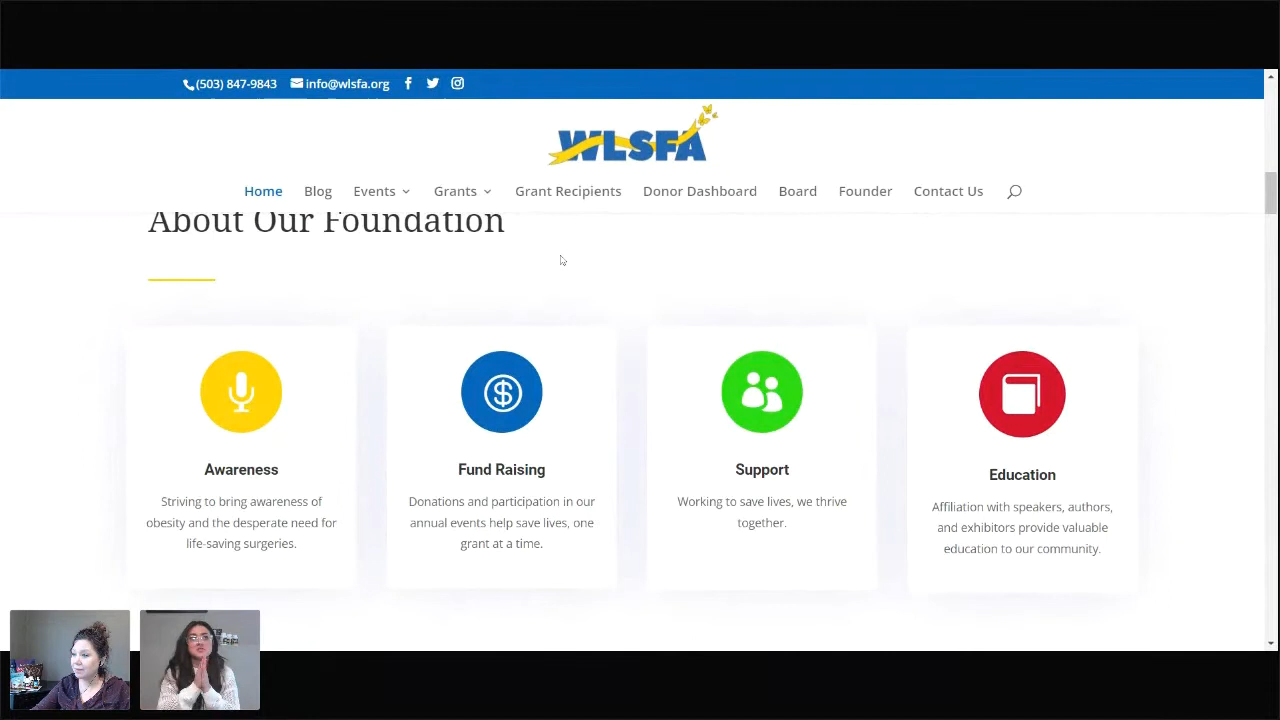 (503) 847-9843 info@wlsfa.org
WLSFA
Home Blog Events Grants Grant Recipients Donor Dashboard Board Founder Contact Us
About Our Foundation
Awareness
Striving to bring awareness of
obesity and the desperate need for
life-saving surgeries.
Fund Raising
Donations and participation in our
annual events help save lives, one
grant at a time.
Support
Working to save lives, we thrive
together.
Education
Affiliation with speakers, authors,
and exhibitors provide valuable
education to our community.